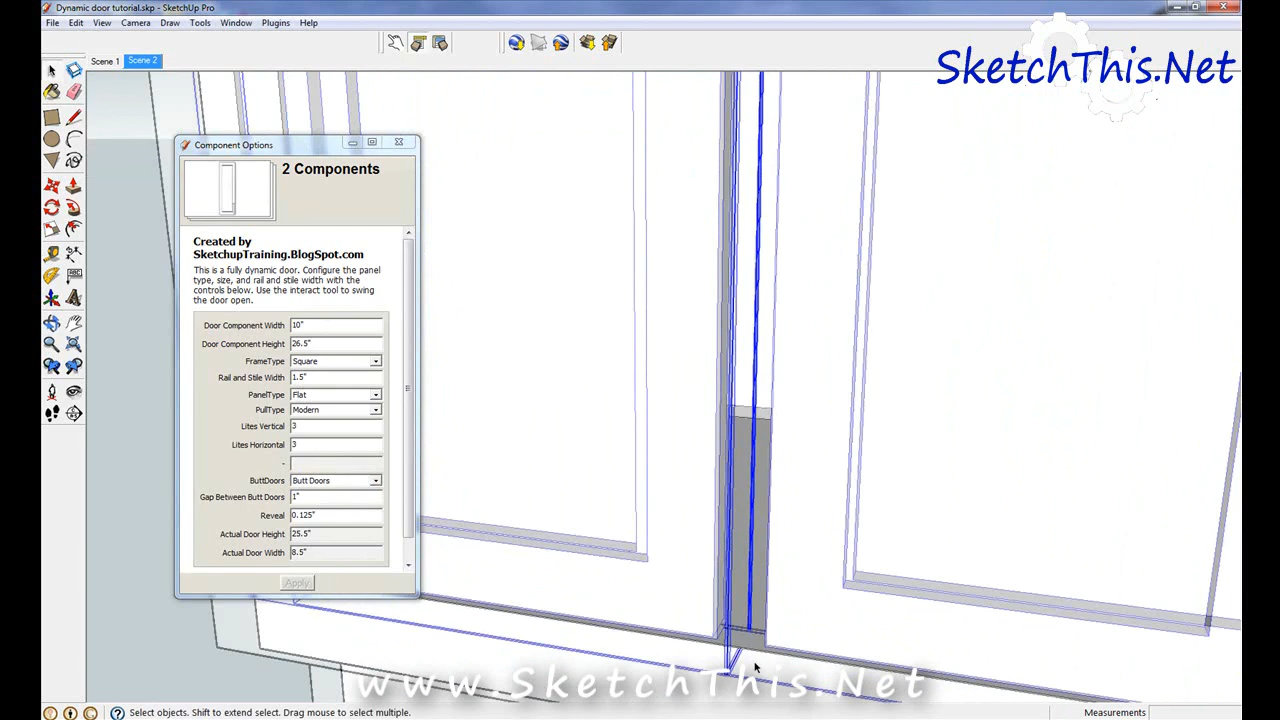 Dynamic door tutorial.skp - SketchUp Pro
File Edit View Camera Draw Tools Window Plugins Help
SketchThis.Net
Scene 1 Scene 2
Component Options
2 Components
Created by
SketchupTraining.BlogSpot.com
This is a fully dynamic door. Configure the panel
type, size, and rail and stile width with the
controls below. Use the interact tool to swing
the door open.
Door Component Width 10"
Door Component Height 26.5"
FrameType Square
Rail and Stile Width 1.5"
PanelType Flat
PullType Modern
Lites Vertical 3
Lites Horizontal 3
-
ButtDoors Butt Doors
Gap Between Butt Doors 1"
Reveal 0.125"
Actual Door Height 25.5"
Actual Door Width 8.5"
Apply
www.SketchThis.Net
Select objects. Shift to extend select. Drag mouse to select multiple. Measurements